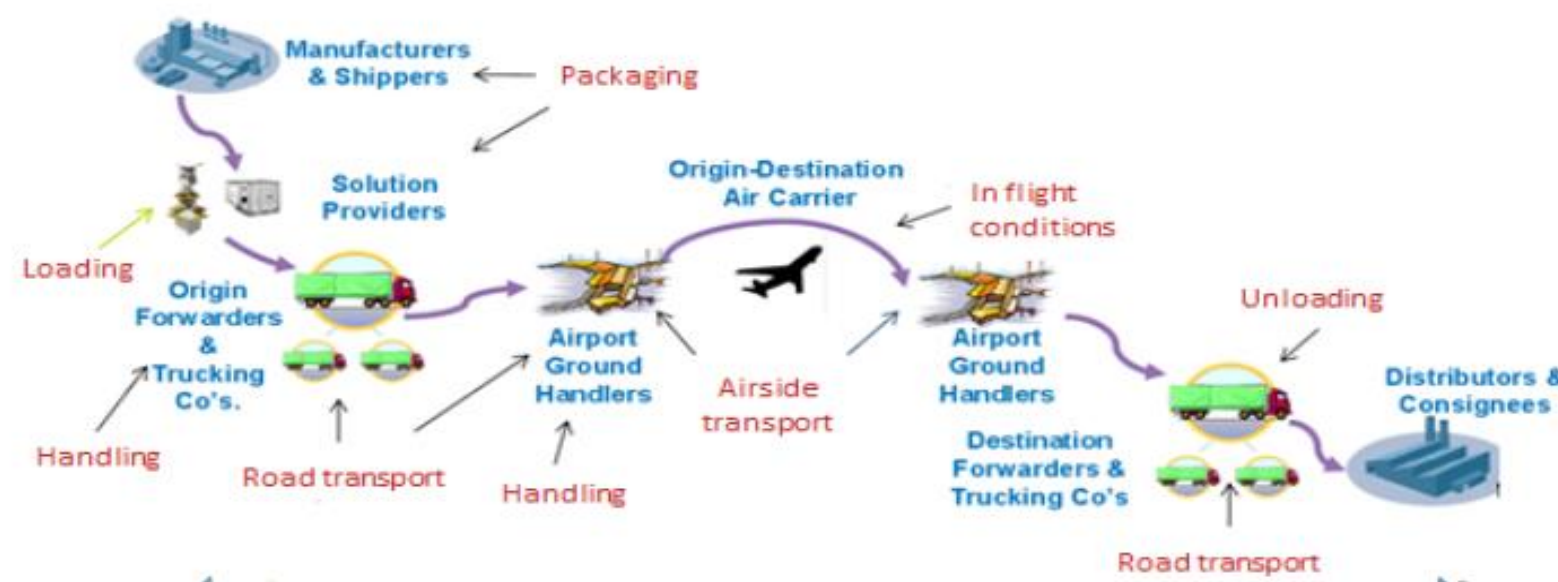 Manufacturers
& Shippers
Packaging
Solution
Providers
Loading
Origin
Forwarders
&
Trucking
Co's.
Handling
Road transport
Airport
Ground
Handlers
Handling
Origin-Destination
Air Carrier
In flight
conditions
Airside
transport
Airport
Ground
Handlers
Unloading
Destination
Forwarders &
Trucking Co's
Road transport
Distributors &
Consignees